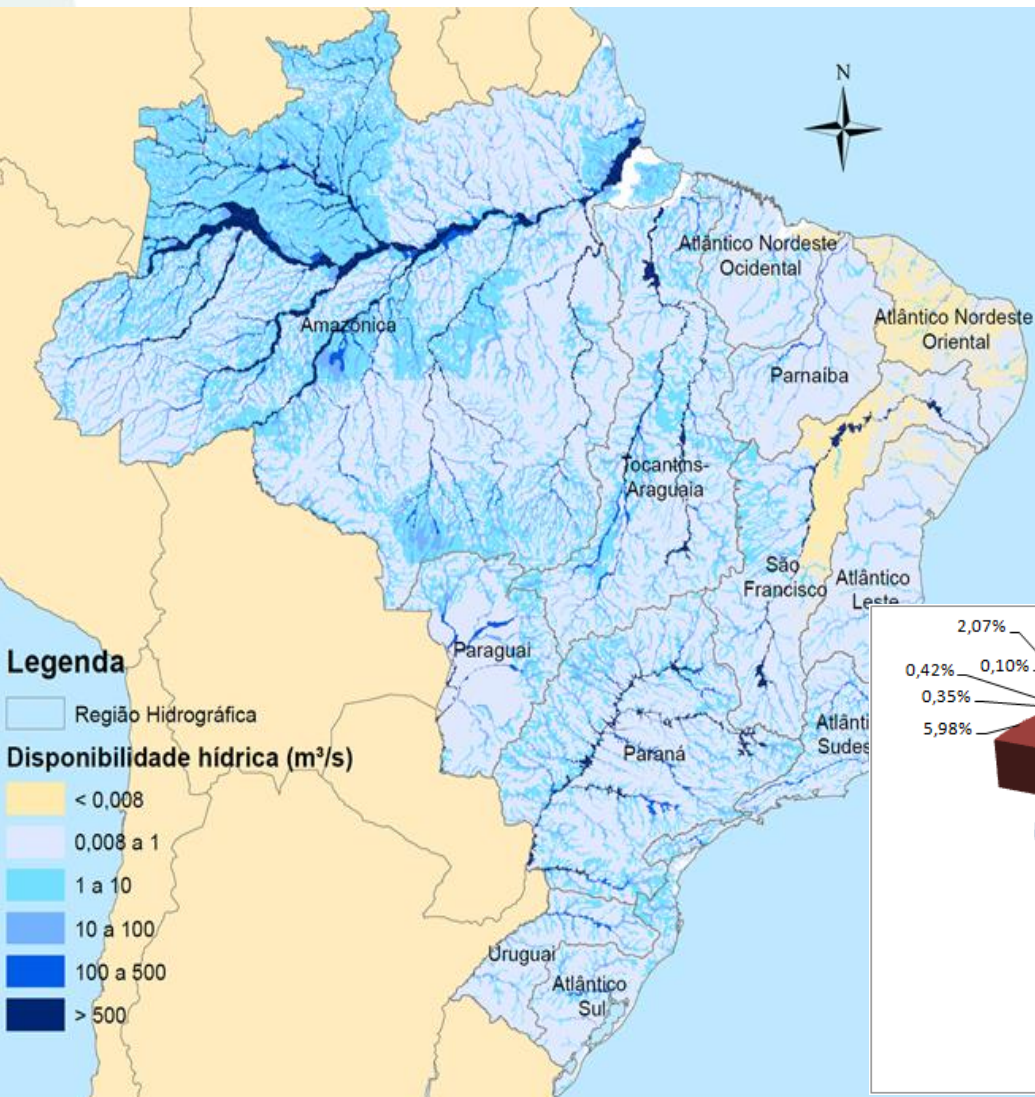 N
Atlântico Nordeste
Ocidental
Atlântico Nordeste
Oriental
Amazônica
Parnaíba
Tocantins-
Araguaia
São
Francisco
Atlântico
Leste
Paraguai
Paraná
Atlânti
Sudes
Uruguai
Atlântico
Sul
Legenda
Região Hidrográfica
Disponibilidade hídrica (m³/s)
< 0,008
0,008 a 1
1 a 10
10 a 100
100 a 500
> 500
2,07%
0,42%
0,10%
0,35%
5,98%